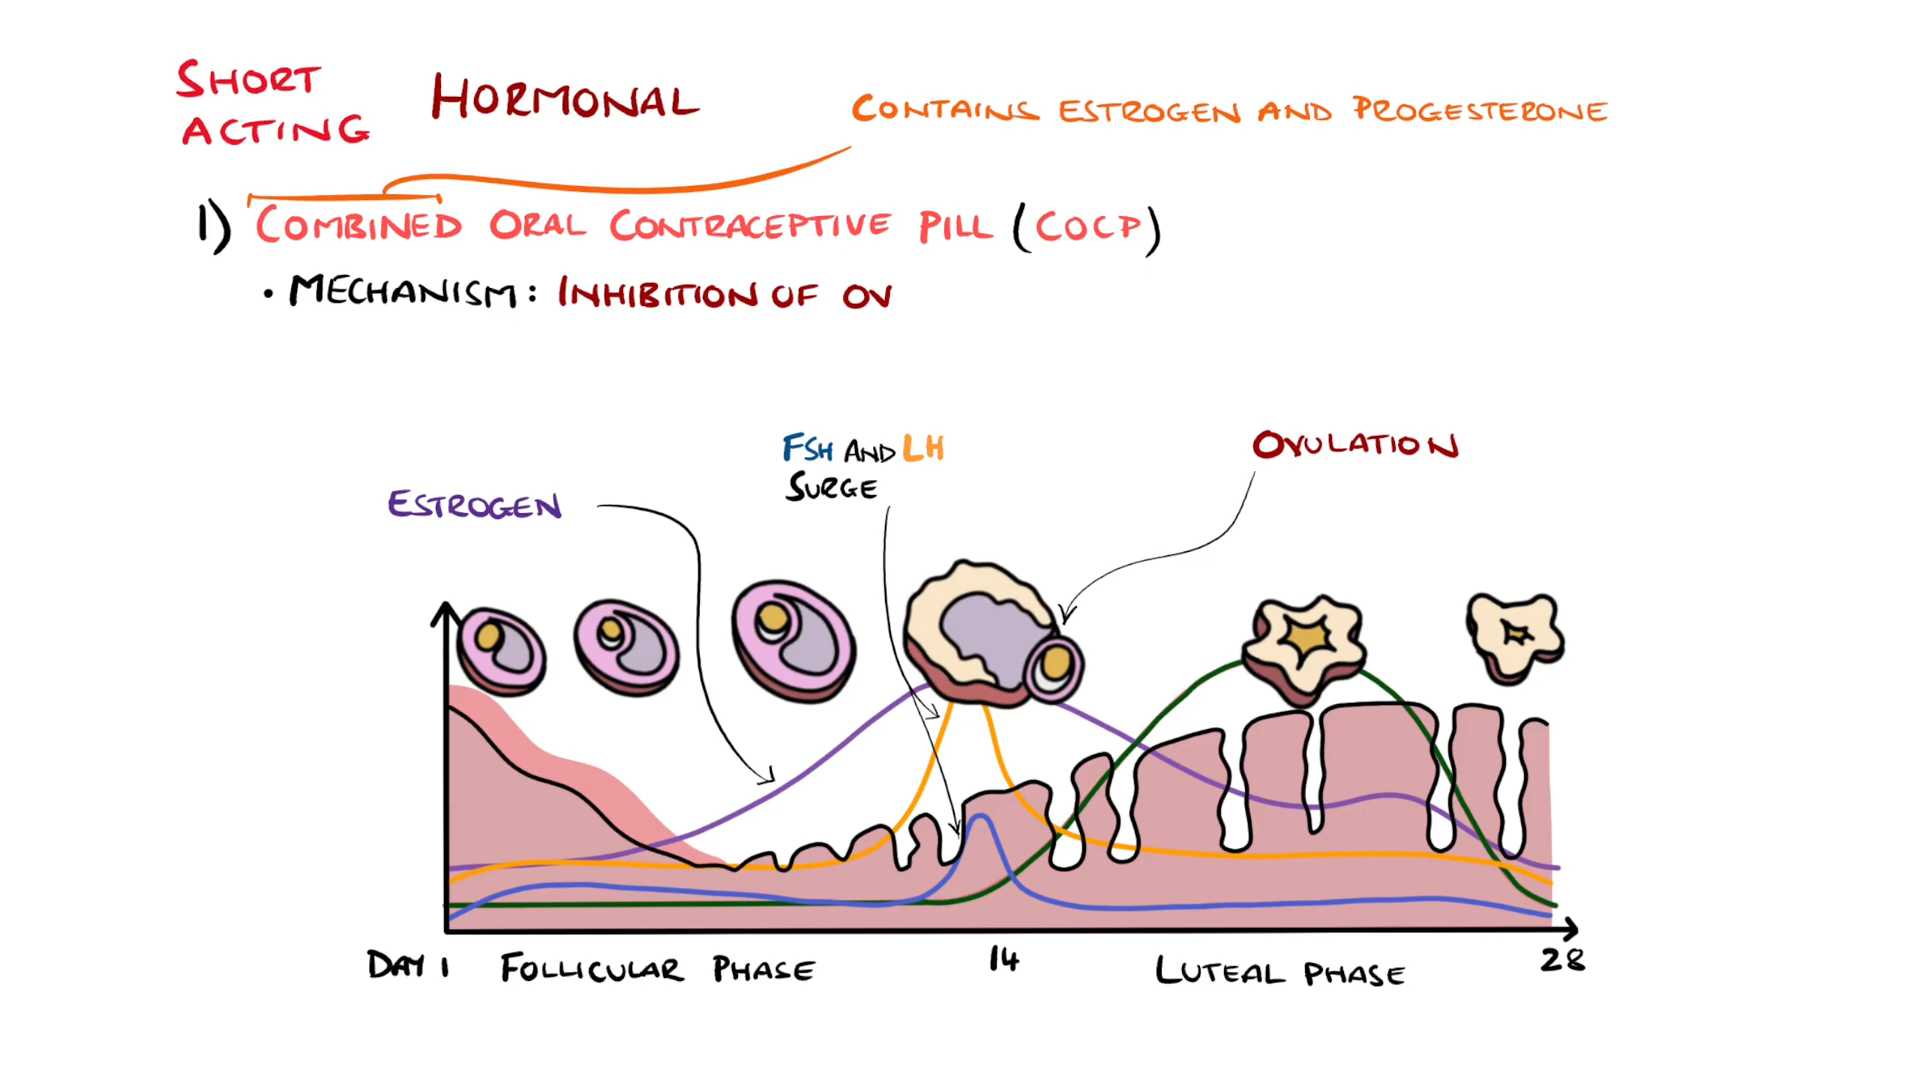 SHORT
ACTING
HORMONAL
CONTAINS ESTROGEN AND PROGESTERONE
1) COMBINED ORAL CONTRACEPTIVE PILL (COCP)
• MECHANISM: INHIBITION OF OV
FSH AND LH
SURGE
OVULATION
ESTROGEN
DAY 1 FOLLICULAR PHASE 14 LUTEAL PHASE 28